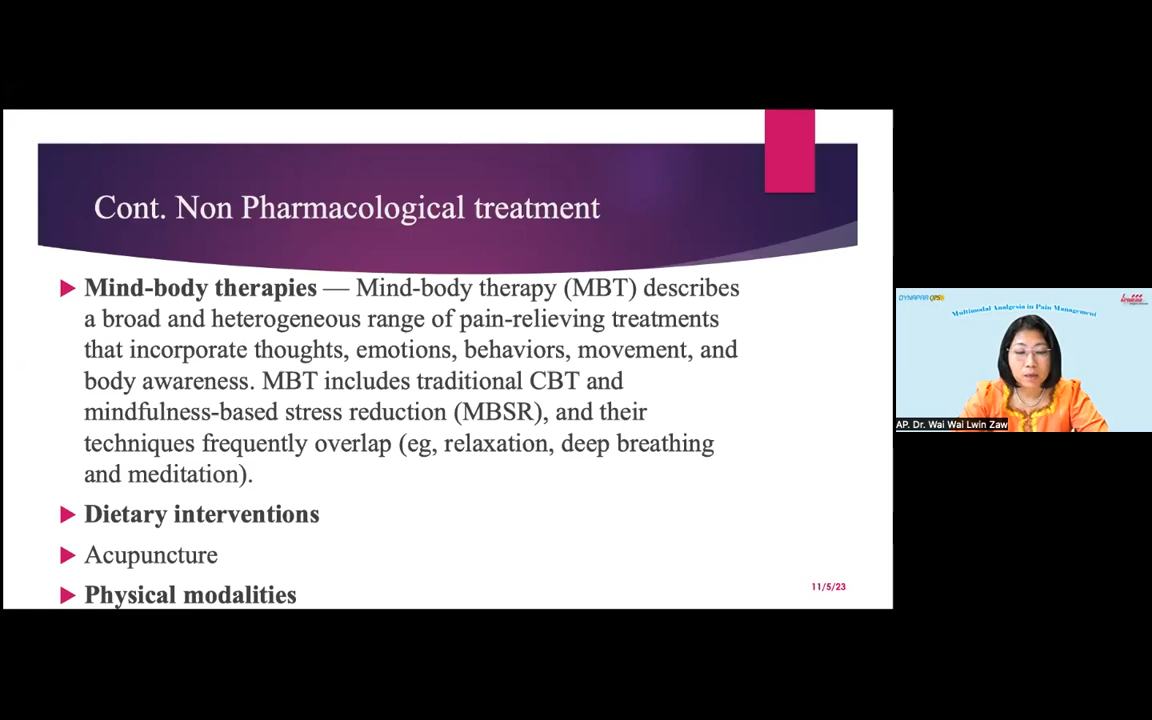 Cont. Non Pharmacological treatment
Mind-body therapies — Mind-body therapy (MBT) describes
a broad and heterogeneous range of pain-relieving treatments
that incorporate thoughts, emotions, behaviors, movement, and
body awareness. MBT includes traditional CBT and
mindfulness-based stress reduction (MBSR), and their
techniques frequently overlap (eg, relaxation, deep breathing
and meditation).
Dietary interventions
Acupuncture
Physical modalities
11/5/23
DYNAPAR QPS
Multimodal Analgesia in Pain Management
AP. Dr. Wai Wai Lwin Zaw